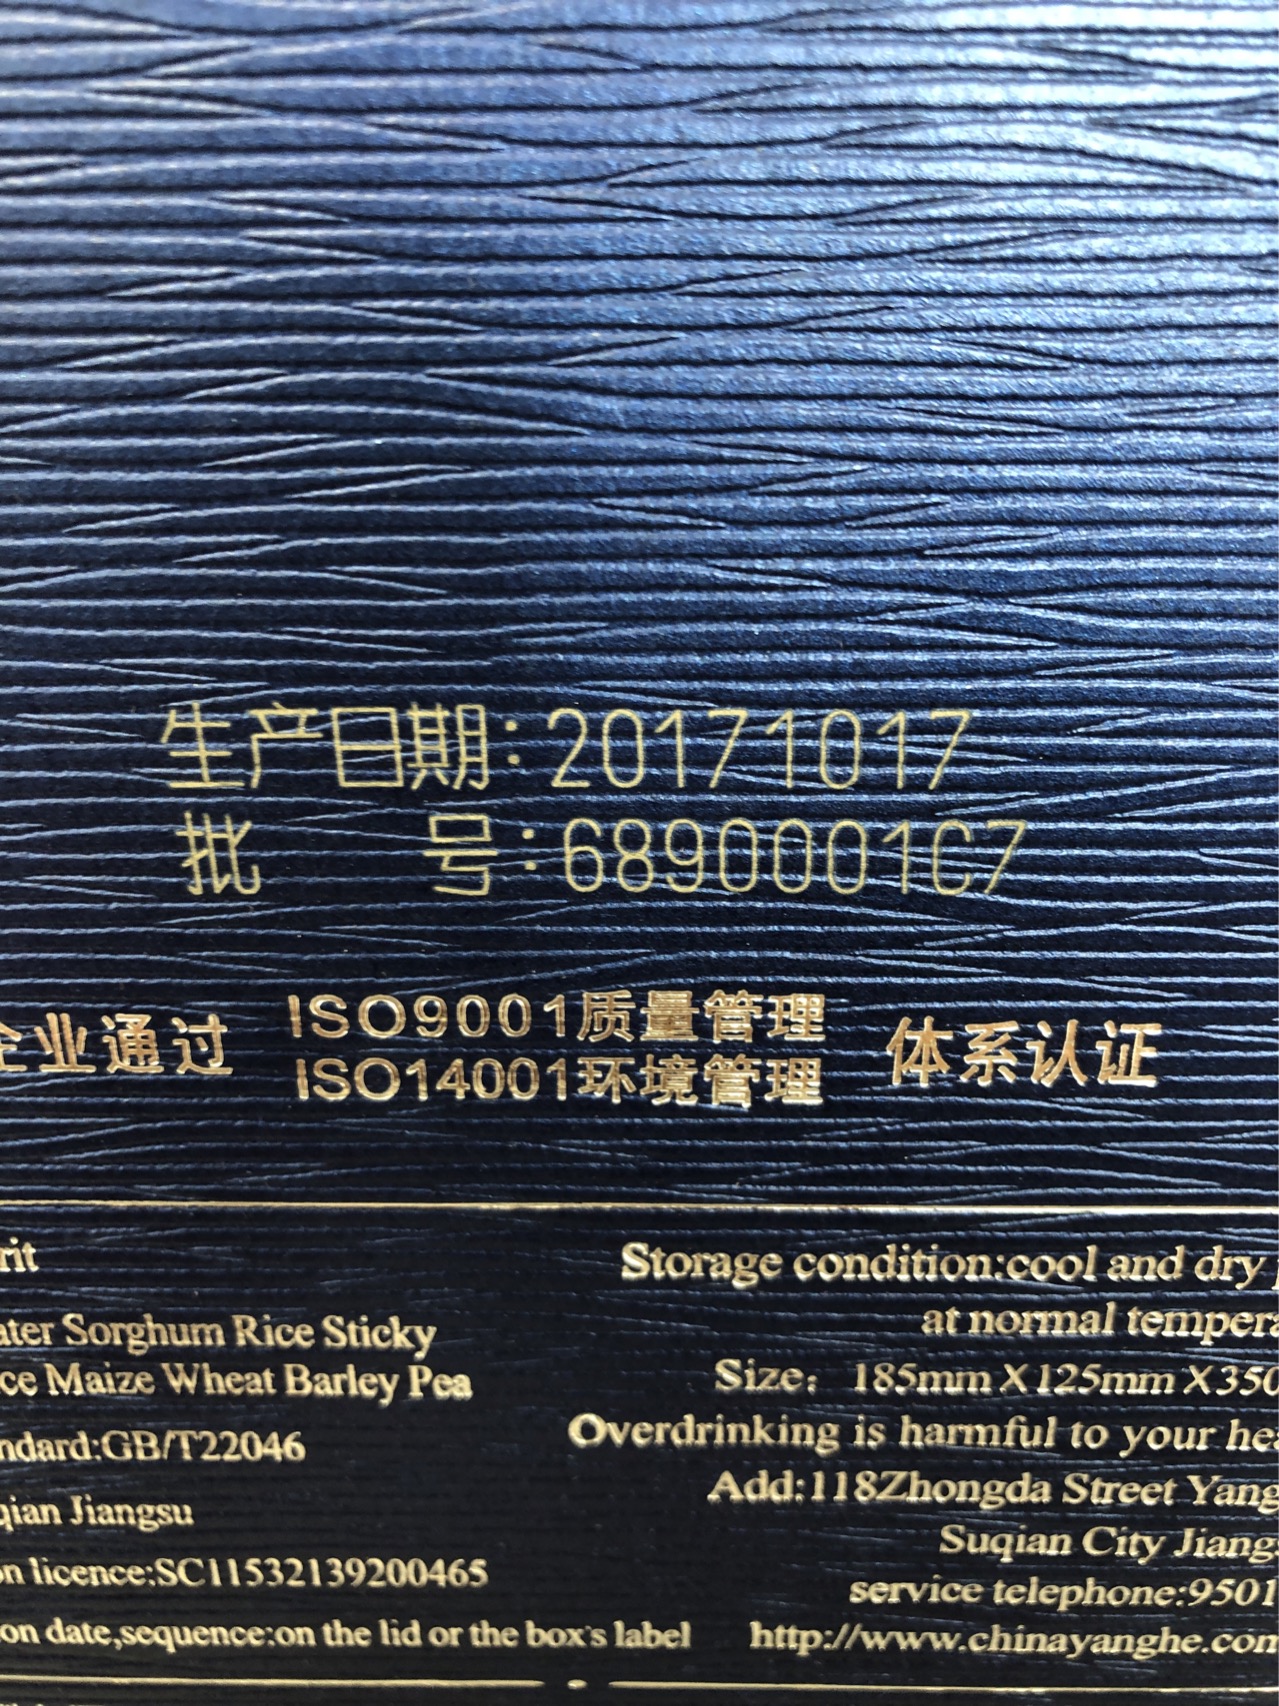 生产日期:20171017
批 号:6890001C7
企业通过 ISO9001质量管理 体系认证
ISO14001环境管理
rit
Storage condition:cool and dry
at normal tempera
ater Sorghum Rice Sticky
ce Maize Wheat Barley Pea
Size: 185mm X 125mm X 350
ndard:GB/T22046
Overdrinking is harmful to your hea
Add:118Zhongda Street Yang
qian Jiangsu
Suqian City Jiangs
on licence:SC11532139200465
service telephone:9501
on date,sequence:on the lid or the box's label
http://www.chinayanghe.com